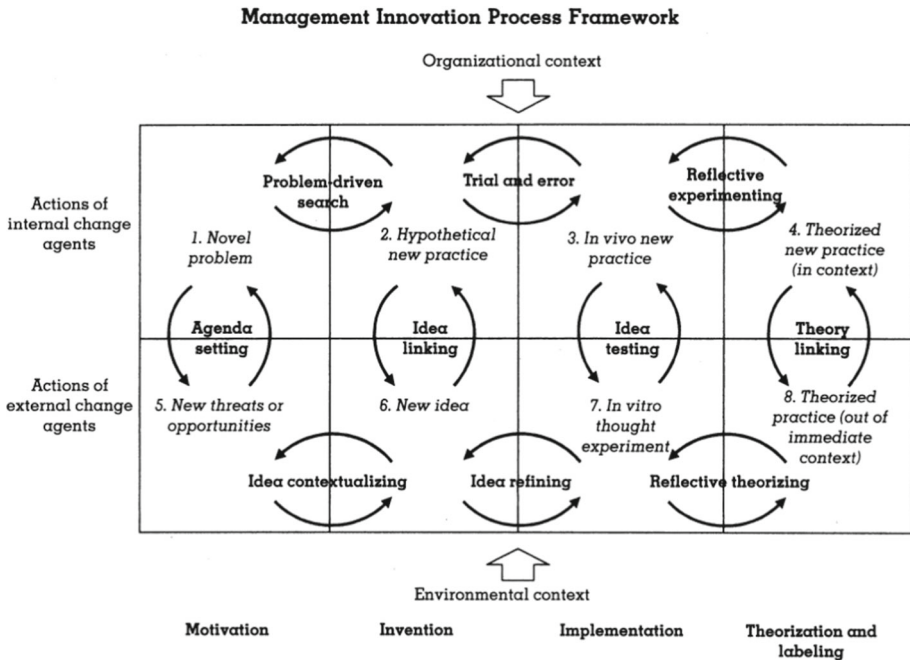 Management Innovation Process Framework
Organizational context
Actions of
internal change
agents
Problem-driven
search
Trial and error
Reflective
experimenting
1. Novel
problem
2. Hypothetical
new practice
3. In vivo new
practice
4. Theorized
new practice
(in context)
Agenda
setting
Idea
linking
Idea
testing
Theory
linking
Actions of
external change
agents
5. New threats or
opportunities
6. New idea
7. In vitro
thought
experiment
8. Theorized
practice (out of
immediate
context)
Idea contextualizing
Idea refining
Reflective theorizing
Environmental context
Motivation
Invention
Implementation
Theorization and
labeling